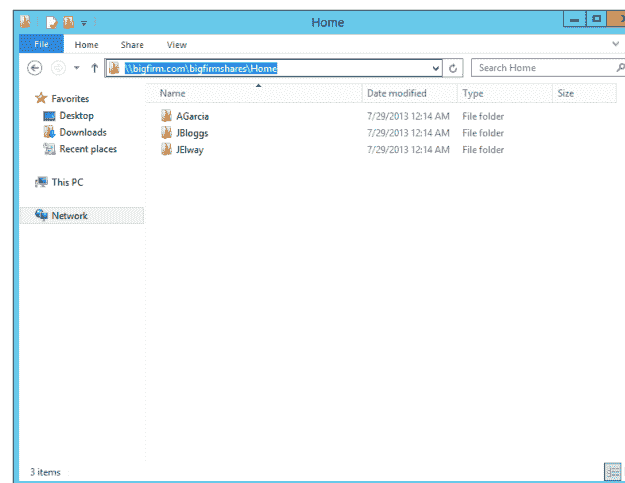 Home
File Home Share View
\\bigfirm.com\bigfirmshares\Home Search Home
Favorites
Desktop
Downloads
Recent places
This PC
Network
Name Date modified Type Size
AGarcia 7/29/2013 12:14 AM File folder
JBloggs 7/29/2013 12:14 AM File folder
JElway 7/29/2013 12:14 AM File folder
3 items